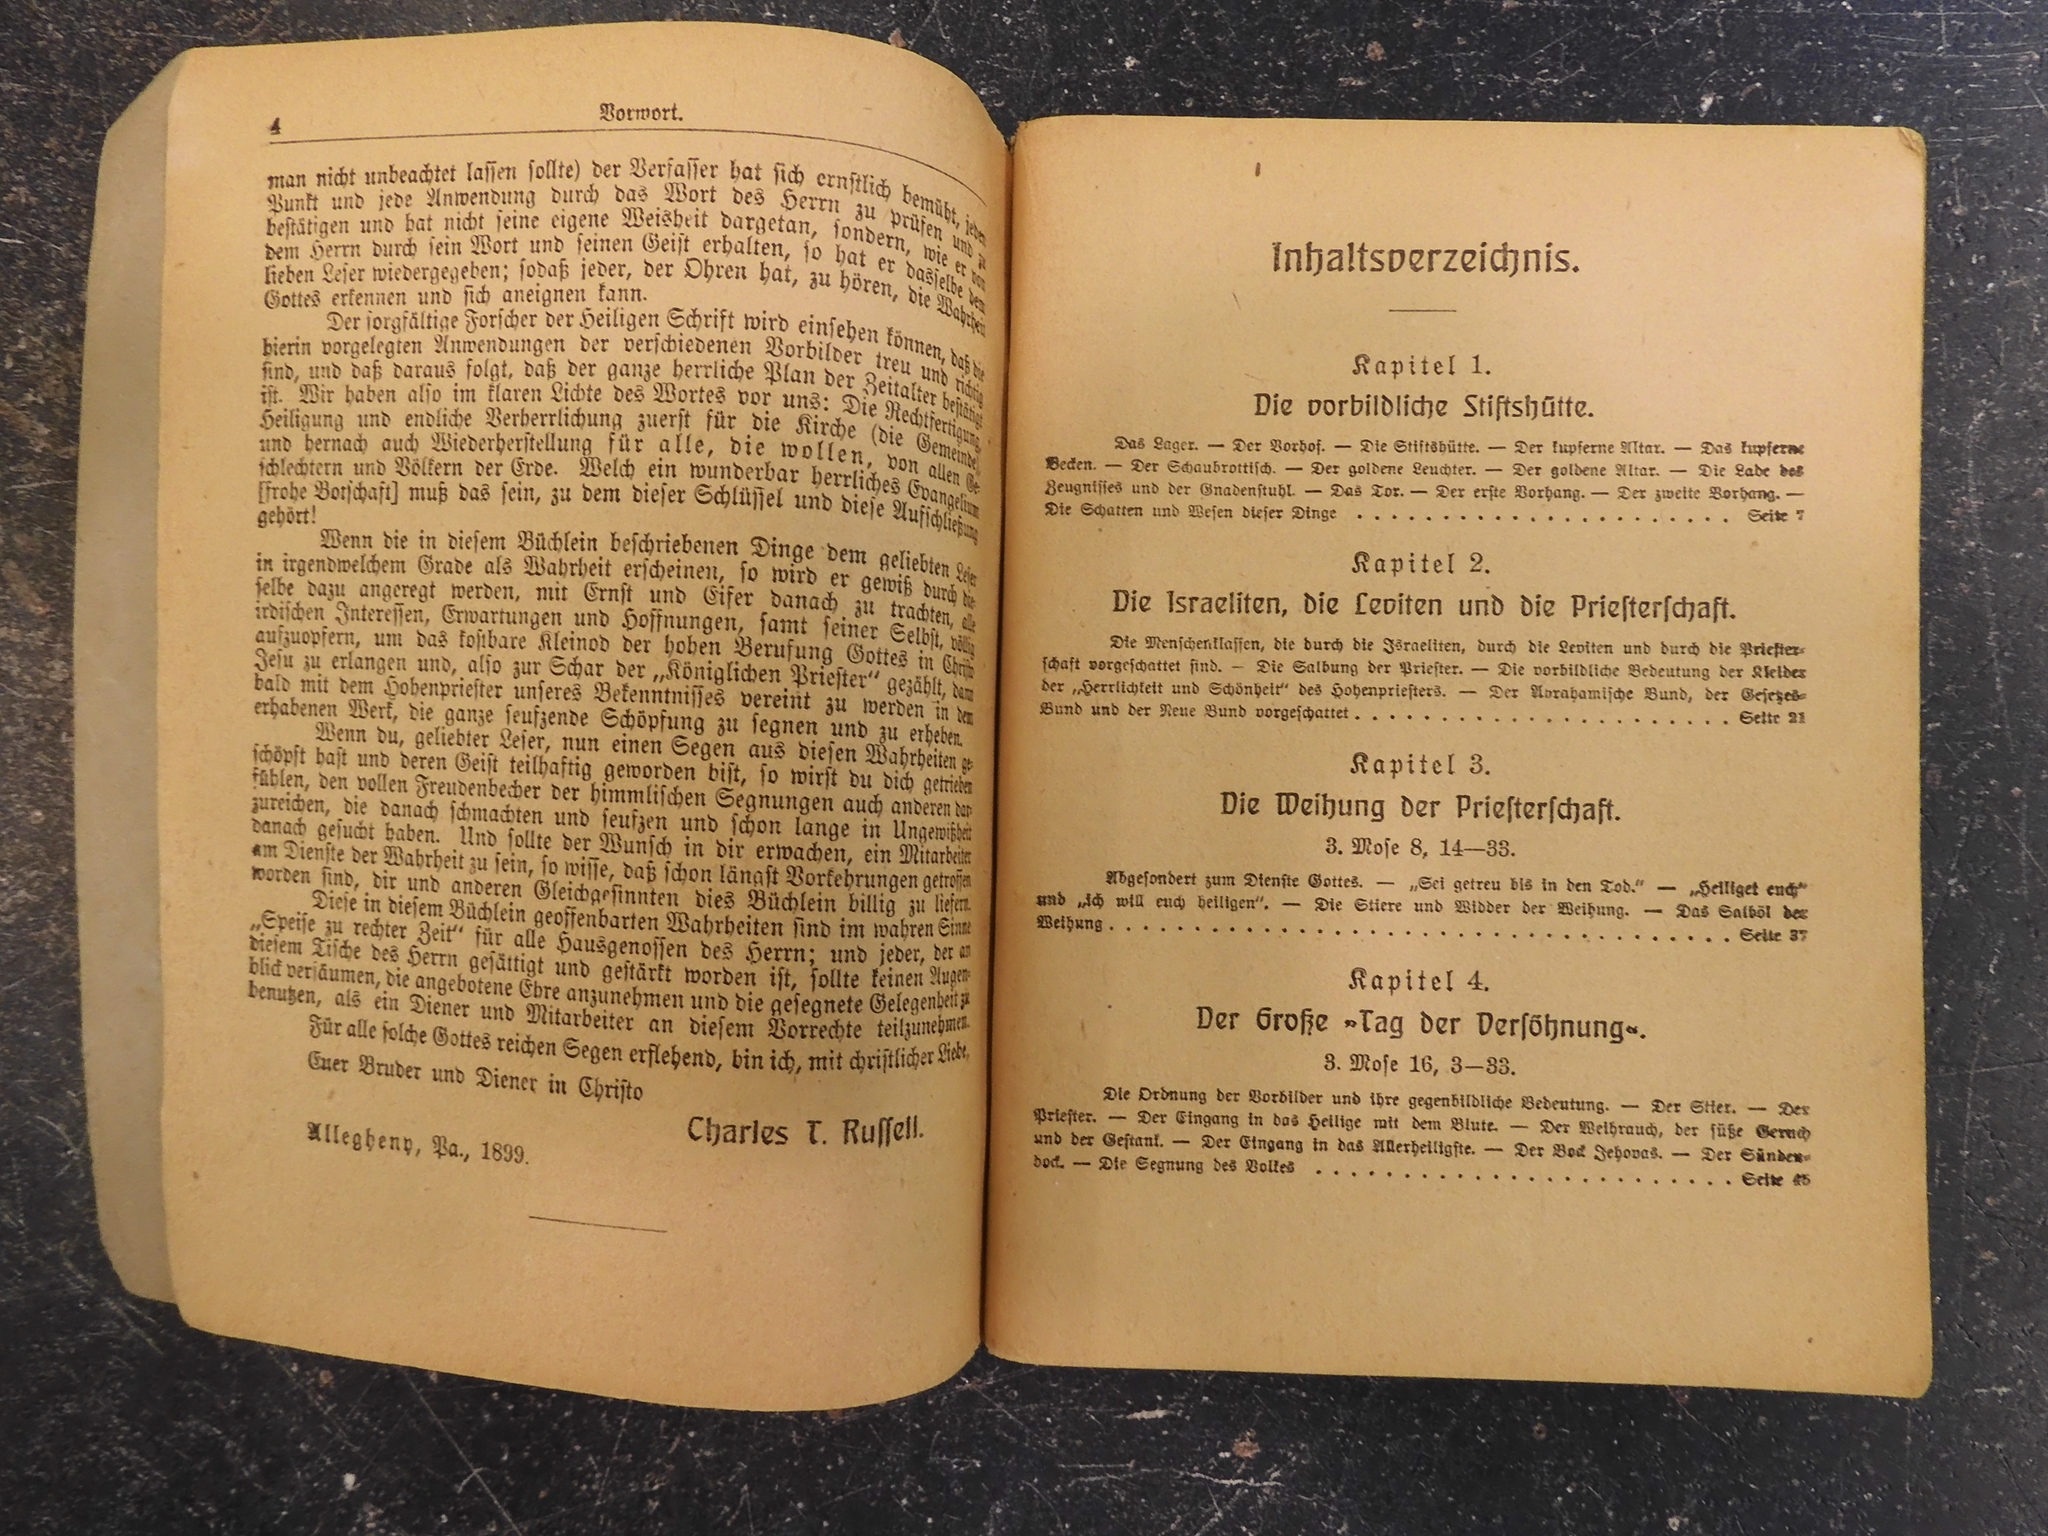 4
Vorwort.
man nicht unbeachtet lassen sollte) der Verfasser hat sich ernstlich bemüht, jeden
Punkt und jede Anwendung durch das Wort des Herrn zu prüfen und zu
bestätigen und hat nicht seine eigene Weisheit dargetan, sondern, wie er von
dem Herrn durch sein Wort und seinen Geist erhalten, so hat er dasselbe dem
lieben Leser wiedergegeben; sodaß jeder, der Ohren hat, zu hören, die Wahrheit
Gottes erkennen und sich aneignen kann.
Der sorgfältige Forscher der Heiligen Schrift wird einsehen können, daß die
hierin vorgelegten Anwendungen der verschiedenen Vorbilder treu und richtig
sind, und daß daraus folgt, daß der ganze herrliche Plan der Zeitalter bestätigt
ist. Wir haben also im klaren Lichte des Wortes vor uns: Die Rechtfertigung,
Heiligung und endliche Verherrlichung zuerst für die Kirche (die Gemeinde)
und hernach auch Wiederherstellung für alle, die wollen, von allen Ge-
schlechtern und Völkern der Erde. Welch ein wunderbar herrliches Evangelium
[frohe Botschaft] muß das sein, zu dem dieser Schlüssel und diese Aufschließung
gehört!
Wenn die in diesem Büchlein beschriebenen Dinge dem geliebten Leser
in irgendwelchem Grade als Wahrheit erscheinen, so wird er gewiß durch die-
selbe dazu angeregt werden, mit Ernst und Eifer danach zu trachten, alle
irdischen Interessen, Erwartungen und Hoffnungen, samt seiner Selbst, völlig
aufzuopfern, um das kostbare Kleinod der hohen Berufung Gottes in Christo
Jesu zu erlangen und, also zur Schar der „Königlichen Priester“ gezählt, dann
bald mit dem Hohenpriester unseres Bekenntnisses vereint zu werden in dem
erhabenen Werk, die ganze seufzende Schöpfung zu segnen und zu erheben.
Wenn du, geliebter Leser, nun einen Segen aus diesen Wahrheiten ge-
schöpft hast und deren Geist teilhaftig geworden bist, so wirst du dich getrieben
fühlen, den vollen Freudenbecher der himmlischen Segnungen auch anderen dar-
zureichen, die danach schmachten und seufzen und schon lange in Ungewißheit
danach gesucht haben. Und sollte der Wunsch in dir erwachen, ein Mitarbeiter
am Dienste der Wahrheit zu sein, so wisse, daß schon längst Vorkehrungen getroffen
worden sind, dir und anderen Gleichgesinnten dies Büchlein billig zu liefern.
Diese in diesem Büchlein geoffenbarten Wahrheiten sind im wahren Sinne
„Speise zu rechter Zeit“ für alle Hausgenossen des Herrn; und jeder, der an
diesem Tische des Herrn gesättigt und gestärkt worden ist, sollte keinen Augen-
blick versäumen, die angebotene Ehre anzunehmen und die gesegnete Gelegenheit zu
benutzen, als ein Diener und Mitarbeiter an diesem Vorrechte teilzunehmen.
Für alle solche Gottes reichen Segen erflehend, bin ich, mit christlicher Liebe,
Euer Bruder und Diener in Christo
Charles T. Russell.
Allegheny, Pa., 1899.
Inhaltsverzeichnis.
Kapitel 1.
Die vorbildliche Stiftshütte.
Das Lager. — Der Vorhof. — Die Stiftshütte. — Der kupferne Altar. — Das kupferne
Becken. — Der Schaubrottisch. — Der goldene Leuchter. — Der goldene Altar. — Die Lade des
Zeugnisses und der Gnadenstuhl. — Das Tor. — Der erste Vorhang. — Der zweite Vorhang. —
Die Schatten und Wesen dieser Dinge . . . . . . . . . . . . . . . . . . . . . . . Seite 7
Kapitel 2.
Die Israeliten, die Leviten und die Priesterschaft.
Die Menschenklassen, die durch die Israeliten, durch die Leviten und durch die Priester-
schaft vorgeschattet sind. — Die Salbung der Priester. — Die vorbildliche Bedeutung der Kleider
der „Herrlichkeit und Schönheit“ des Hohenpriesters. — Der Abrahamische Bund, der Gesetzes-
Bund und der Neue Bund vorgeschattet . . . . . . . . . . . . . . . . . . . . . . . Seite 21
Kapitel 3.
Die Weihung der Priesterschaft.
3. Mose 8, 14—33.
Abgesondert zum Dienste Gottes. — „Sei getreu bis in den Tod.“ — „Heiliget euch“
und „ich will euch heiligen“. — Die Stiere und Widder der Weihung. — Das Salböl der
Weihung . . . . . . . . . . . . . . . . . . . . . . . . . . . . . . . . . . . . . . Seite 37
Kapitel 4.
Der Große »Tag der Versöhnung«.
3. Mose 16, 3—33.
Die Ordnung der Vorbilder und ihre gegenbildliche Bedeutung. — Der Stier. — Der
Priester. — Der Eingang in das Heilige mit dem Blute. — Der Weihrauch, der süße Geruch
und der Gestank. — Der Eingang in das Allerheiligste. — Der Bock Jehovas. — Der Sünden-
bock. — Die Segnung des Volkes . . . . . . . . . . . . . . . . . . . . . . . . . . Seite 45